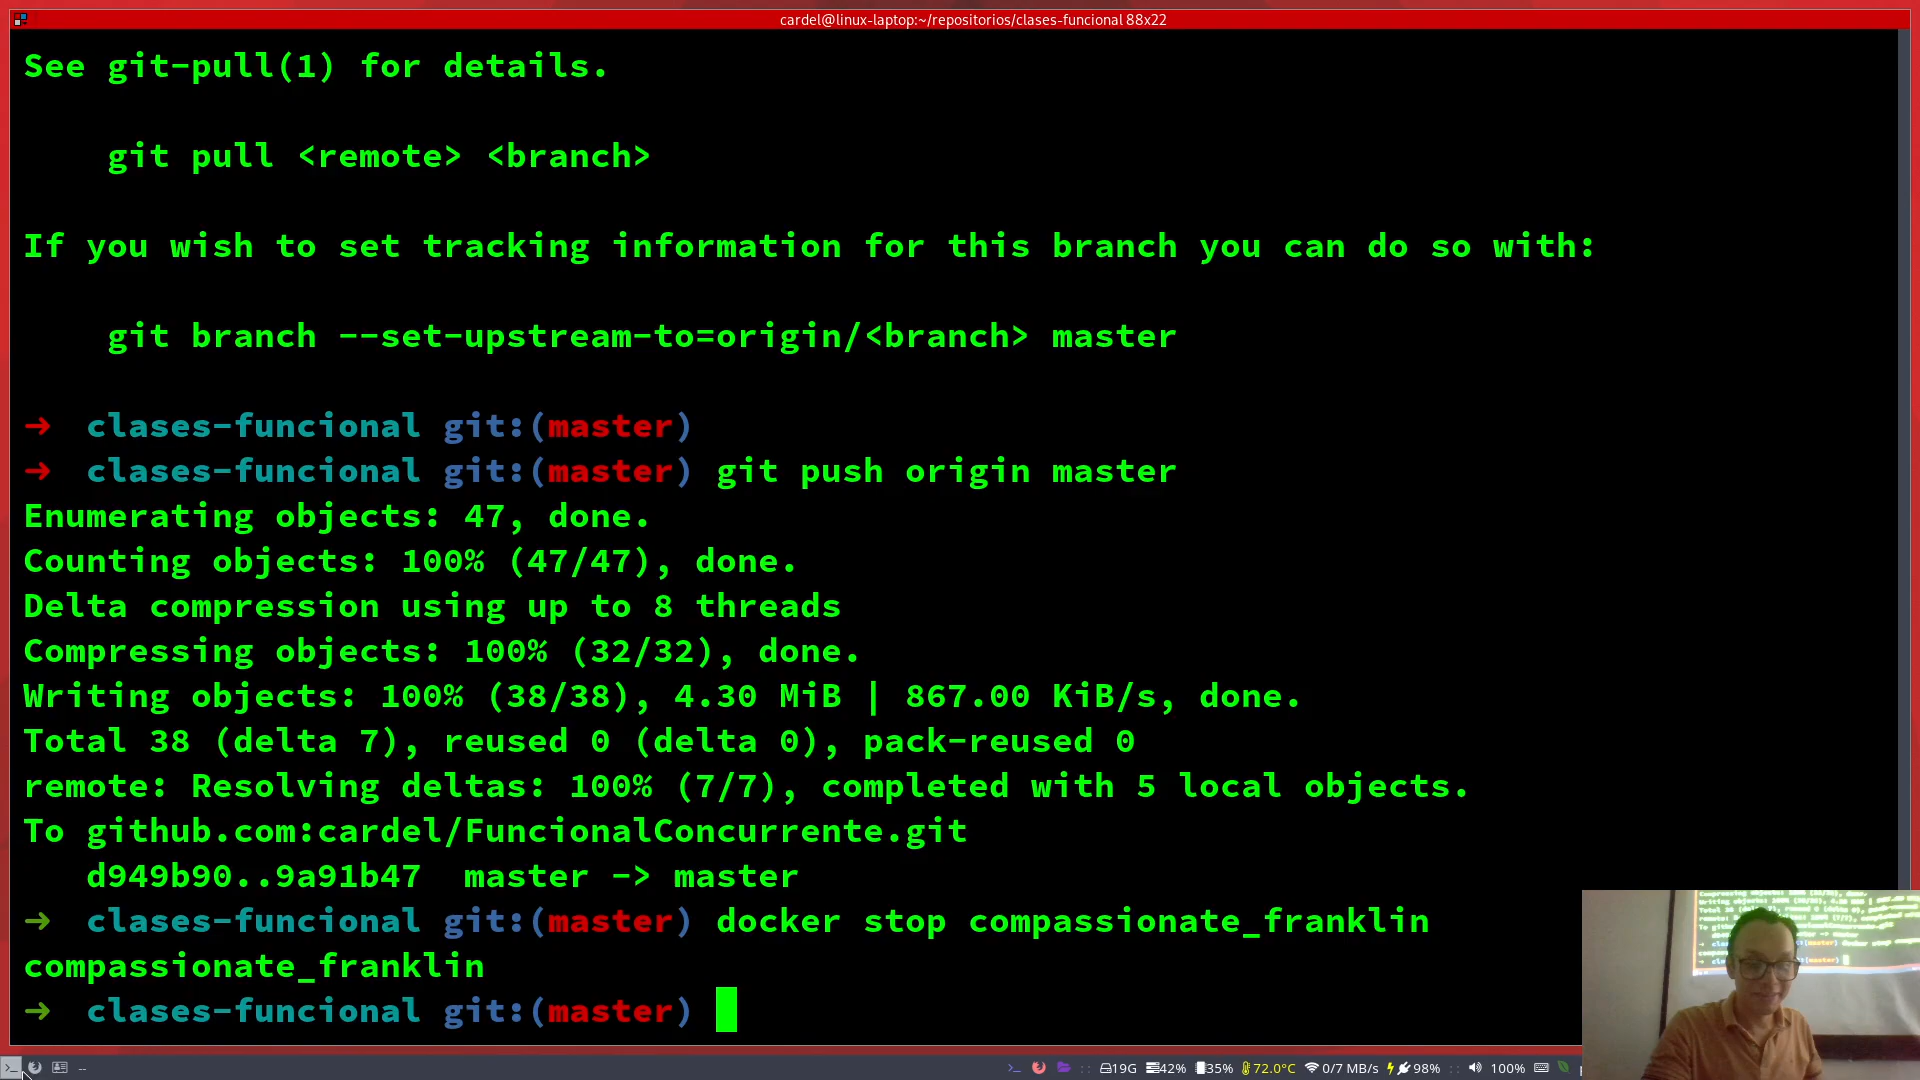 cardel@linux-laptop:~/repositorios/clases-funcional 88x22
See git-pull(1) for details.
git pull <remote> <branch>
If you wish to set tracking information for this branch you can do so with:
git branch --set-upstream-to=origin/<branch> master
➜ clases-funcional git:(master)
➜ clases-funcional git:(master) git push origin master
Enumerating objects: 47, done.
Counting objects: 100% (47/47), done.
Delta compression using up to 8 threads
Compressing objects: 100% (32/32), done.
Writing objects: 100% (38/38), 4.30 MiB | 867.00 KiB/s, done.
Total 38 (delta 7), reused 0 (delta 0), pack-reused 0
remote: Resolving deltas: 100% (7/7), completed with 5 local objects.
To github.com:cardel/FuncionalConcurrente.git
d949b90..9a91b47 master -> master
➜ clases-funcional git:(master) docker stop compassionate_franklin
compassionate_franklin
➜ clases-funcional git:(master)
-- 19G 42% 35% 72.0°C 0/7 MB/s 98% 100%